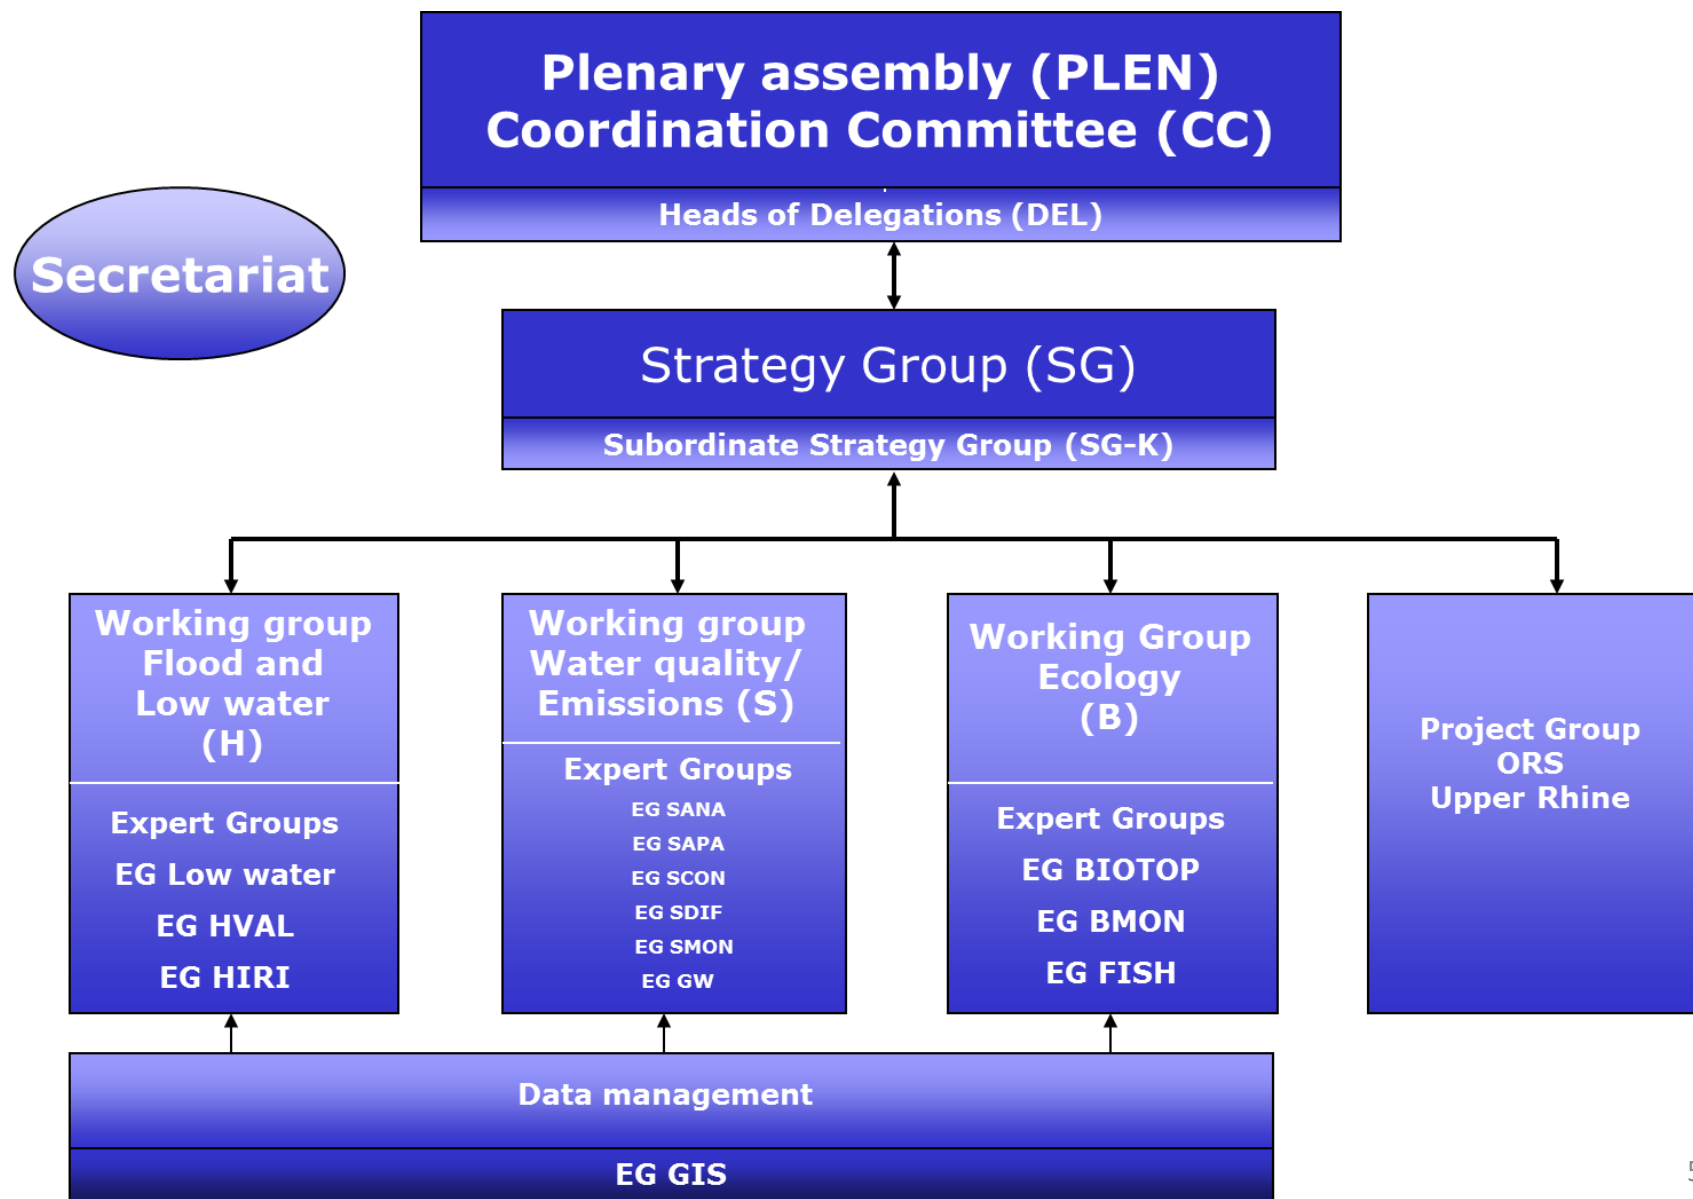 Plenary assembly (PLEN)
Coordination Committee (CC)
Heads of Delegations (DEL)
Secretariat
Strategy Group (SG)
Subordinate Strategy Group (SG-K)
Working group
Flood and
Low water
(H)
Expert Groups
EG Low water
EG HVAL
EG HIRI
Working group
Water quality/
Emissions (S)
Expert Groups
EG SANA
EG SAPA
EG SCON
EG SDIF
EG SMON
EG GW
Working Group
Ecology
(B)
Expert Groups
EG BIOTOP
EG BMON
EG FISH
Project Group
ORS
Upper Rhine
Data management
EG GIS
5